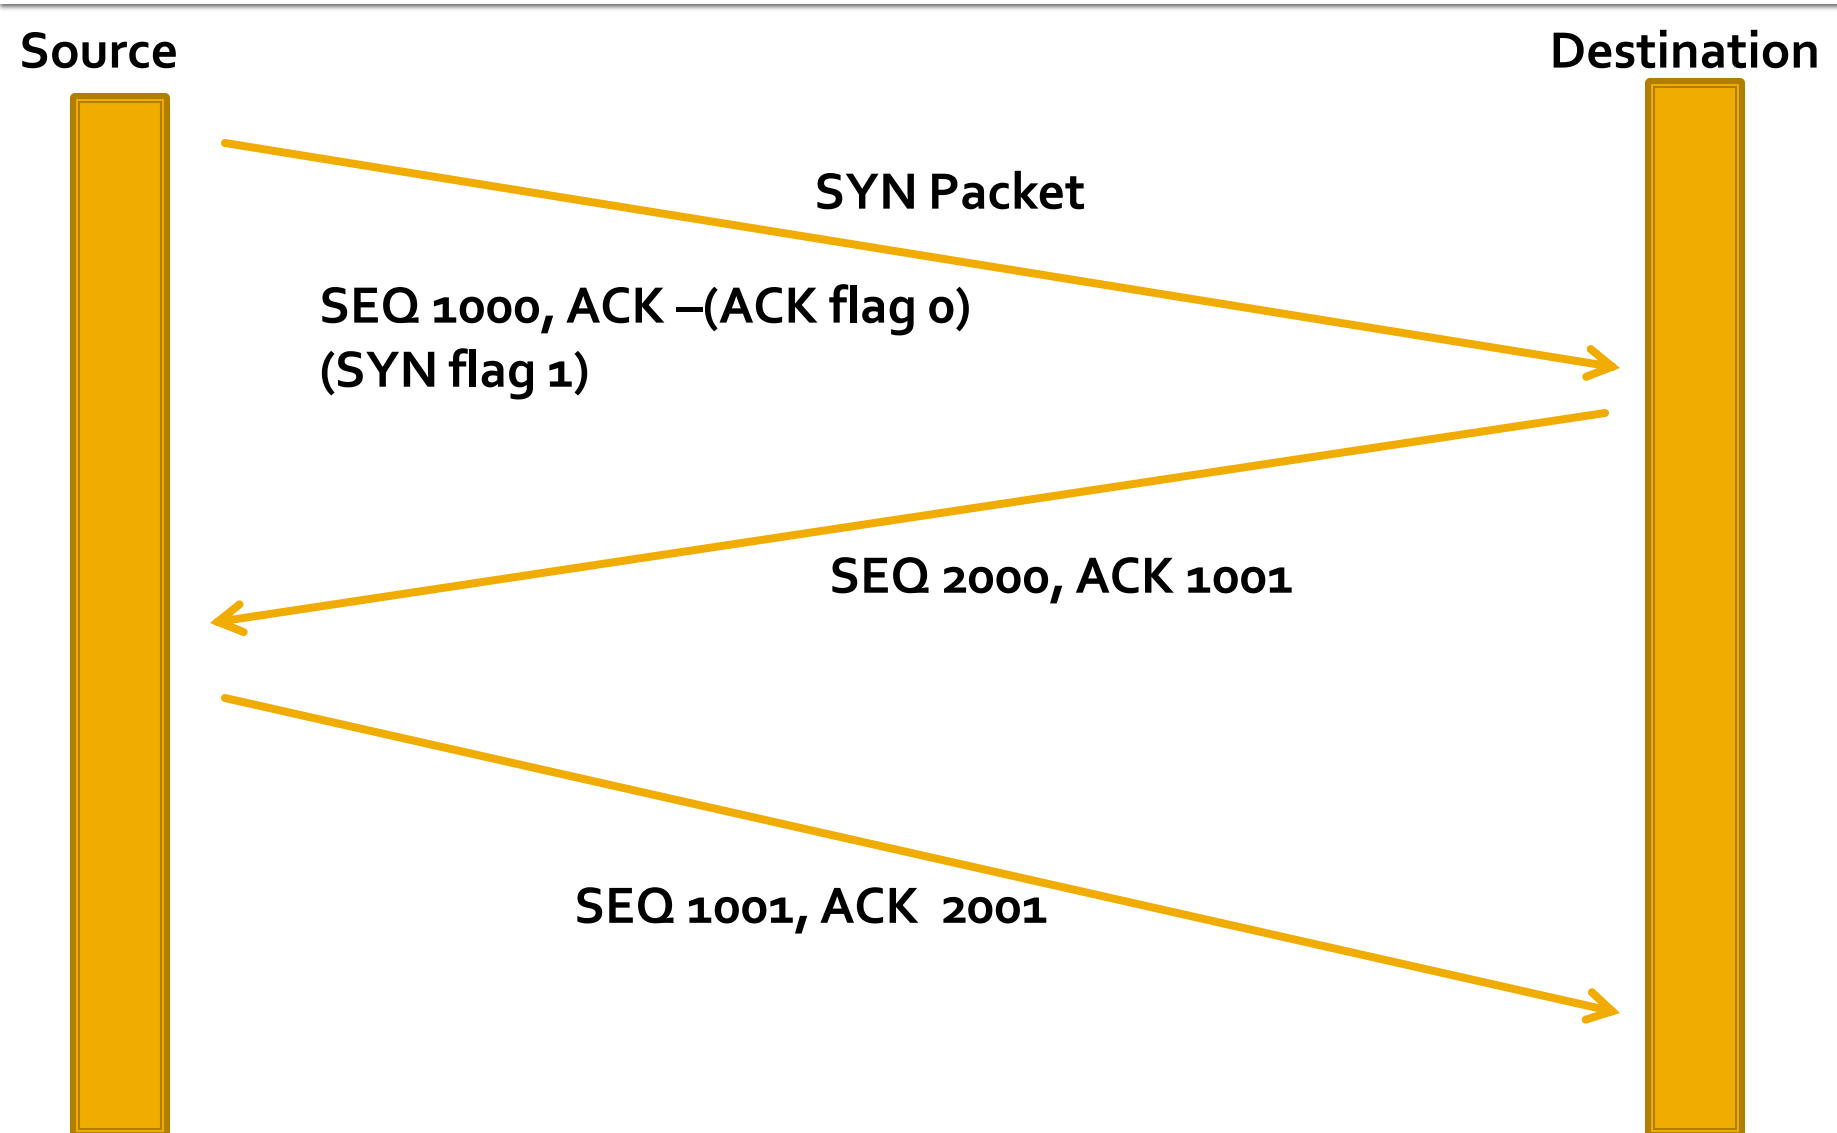 Source
Destination
SYN Packet
SEQ 1000, ACK –(ACK flag 0)
(SYN flag 1)
SEQ 2000, ACK 1001
SEQ 1001, ACK  2001